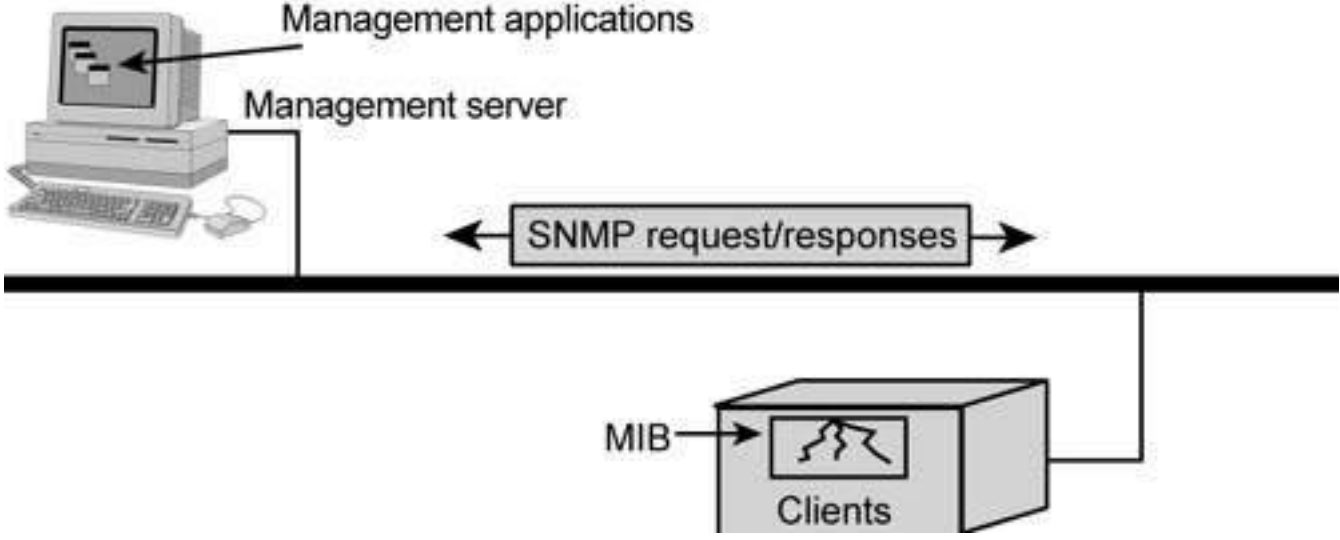 Management applications
Management server
SNMP request/responses
MIB
Clients